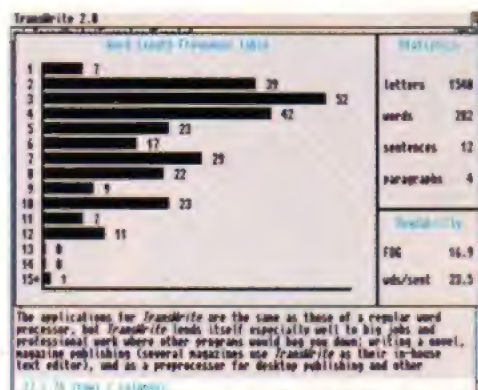 TransWrite 2.0
Word Length Frequency Table
Statistics
1 7
2 39
3 52
4 42
5 23
6 17
7 29
8 22
9 9
10 23
11 7
12 11
13 0
14 0
15+ 1
letters 1540
words 282
sentences 12
paragraphs 4
Readability
FOG 16.9
wds/sent 23.5
The applications for TransWrite are the same as those of a regular word
processor, but TransWrite lends itself especially well to big jobs and
professional work where other programs would bog you down: writing a novel,
magazine publishing (several magazines use TransWrite as their in-house
text editor), and as a preprocessor for desktop publishing and other